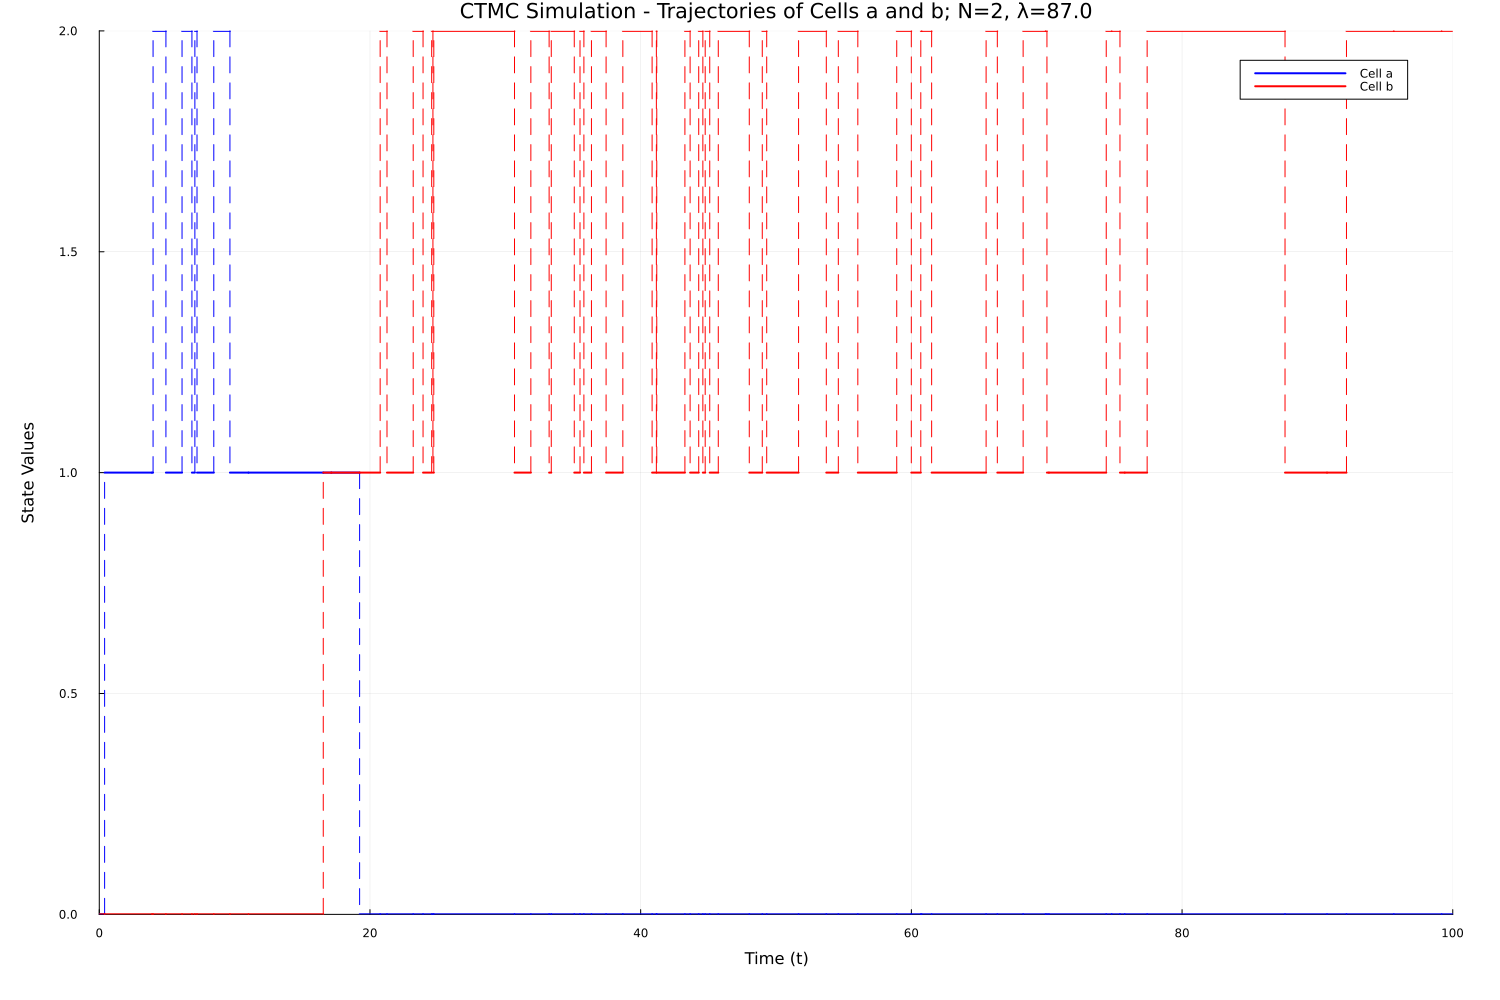 CTMC Simulation - Trajectories of Cells a and b; N=2, λ=87.0
2.0
Cell a
Cell b
1.5
State Values
1.0
0.5
0.0
0 20 40 60 80 100
Time (t)